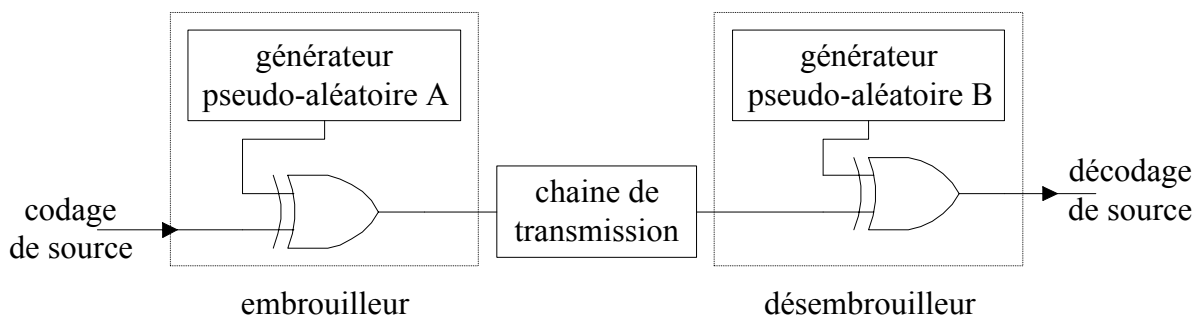 générateur
pseudo-aléatoire A
générateur
pseudo-aléatoire B
codage
de source
chaine de
transmission
décodage
de source
embrouilleur
désembrouilleur